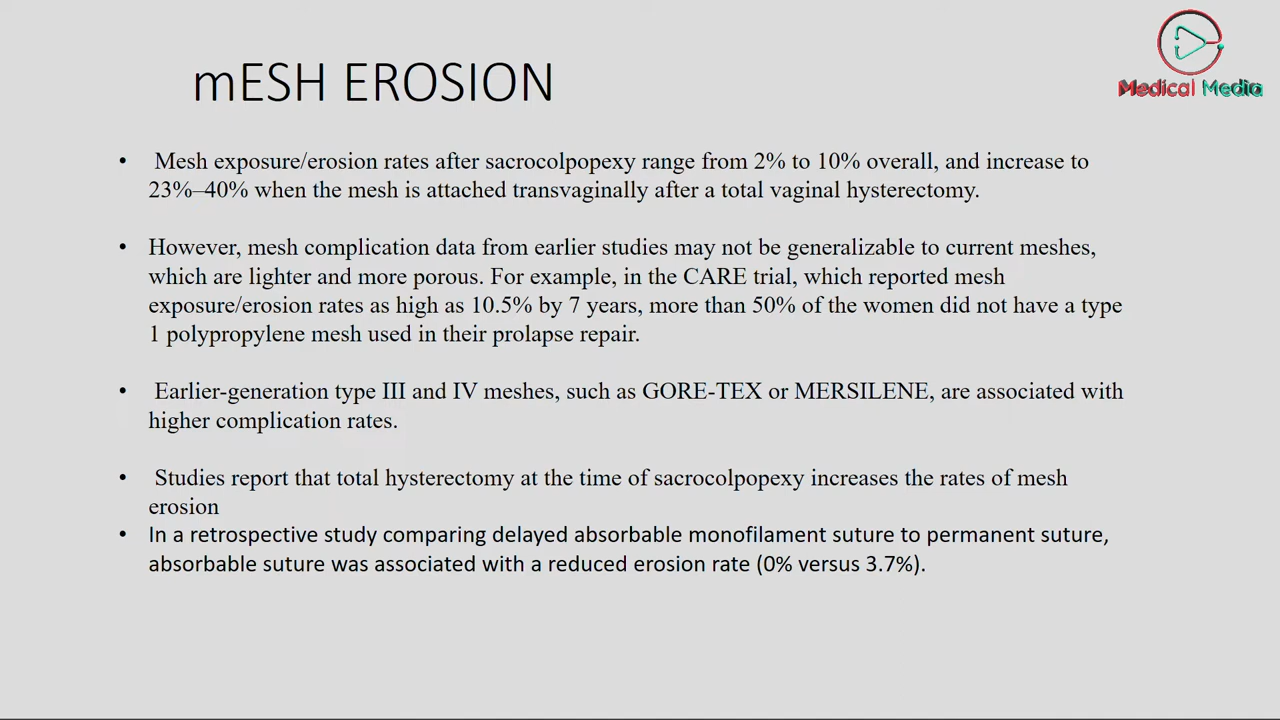 Medical Media
mESH EROSION
• Mesh exposure/erosion rates after sacrocolpopexy range from 2% to 10% overall, and increase to
23%–40% when the mesh is attached transvaginally after a total vaginal hysterectomy.
• However, mesh complication data from earlier studies may not be generalizable to current meshes,
which are lighter and more porous. For example, in the CARE trial, which reported mesh
exposure/erosion rates as high as 10.5% by 7 years, more than 50% of the women did not have a type
1 polypropylene mesh used in their prolapse repair.
• Earlier-generation type III and IV meshes, such as GORE-TEX or MERSILENE, are associated with
higher complication rates.
• Studies report that total hysterectomy at the time of sacrocolpopexy increases the rates of mesh
erosion
• In a retrospective study comparing delayed absorbable monofilament suture to permanent suture,
absorbable suture was associated with a reduced erosion rate (0% versus 3.7%).